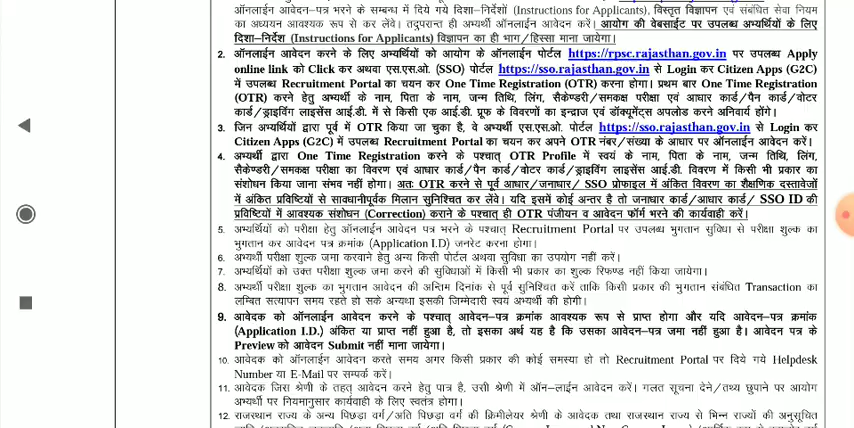 ऑनलाईन आवेदन–पत्र भरने के सम्बन्ध में दिये गये दिशा–निर्देशों (Instructions for Applicants), विस्तृत विज्ञापन एवं संबंधित सेवा नियम
का अध्ययन आवश्यक रूप से कर लेवें। तदुपरान्त ही अभ्यर्थी ऑनलाईन आवेदन करें। आयोग की वेबसाईट पर उपलब्ध अभ्यर्थियों के लिए
दिशा–निर्देश (Instructions for Applicants) विज्ञापन का ही भाग/हिस्सा माना जायेगा।
2. ऑनलाईन आवेदन करने के लिए अभ्यर्थियों को आयोग के ऑनलाईन पोर्टल https://rpsc.rajasthan.gov.in पर उपलब्ध Apply
online link को Click कर अथवा एस.एस.ओ. (SSO) पोर्टल https://sso.rajasthan.gov.in से Login कर Citizen Apps (G2C)
में उपलब्ध Recruitment Portal का चयन कर One Time Registration (OTR) करना होगा। प्रथम बार One Time Registration
(OTR) करने हेतु अभ्यर्थी के नाम, पिता के नाम, जन्म तिथि, लिंग, सैकेण्डरी/समकक्ष परीक्षा एवं आधार कार्ड/पैन कार्ड/वोटर
कार्ड/ड्राइविंग लाइसेंस आई.डी. में से किसी एक आई.डी. प्रूफ के विवरणों का इन्द्राज एवं डॉक्यूमेंट्स अपलोड करने अनिवार्य होंगे।
3. जिन अभ्यर्थियों द्वारा पूर्व में OTR किया जा चुका है, वे अभ्यर्थी एस.एस.ओ. पोर्टल https://sso.rajasthan.gov.in से Login कर
Citizen Apps (G2C) में उपलब्ध Recruitment Portal का चयन कर अपने OTR नंबर/संख्या के आधार पर ऑनलाईन आवेदन करें।
4. अभ्यर्थी द्वारा One Time Registration करने के पश्चात् OTR Profile में स्वयं के नाम, पिता के नाम, जन्म तिथि, लिंग,
सैकेण्डरी/समकक्ष परीक्षा का विवरण एवं आधार कार्ड/पैन कार्ड/वोटर कार्ड/ड्राइविंग लाइसेंस आई.डी. विवरण में किसी भी प्रकार का
संशोधन किया जाना संभव नहीं होगा। अतः OTR करने से पूर्व आधार/जनाधार/ SSO प्रोफाइल में अंकित विवरण का शैक्षणिक दस्तावेजों
में अंकित प्रविष्टियों से सावधानीपूर्वक मिलान सुनिश्चित कर लेवें। यदि इसमें कोई अन्तर है तो जनाधार कार्ड/आधार कार्ड/ SSO ID की
प्रविष्टियों में आवश्यक संशोधन (Correction) कराने के पश्चात् ही OTR पंजीयन व आवेदन फॉर्म भरने की कार्यवाही करें।
5. अभ्यर्थियों को परीक्षा हेतु ऑनलाईन आवेदन पत्र भरने के पश्चात् Recruitment Portal पर उपलब्ध भुगतान सुविधा से परीक्षा शुल्क का
भुगतान कर आवेदन पत्र क्रमांक (Application I.D) जनरेट करना होगा।
6. अभ्यर्थी परीक्षा शुल्क जमा करवाने हेतु अन्य किसी पोर्टल अथवा सुविधा का उपयोग नहीं करें।
7. अभ्यर्थियों को उक्त परीक्षा शुल्क जमा करने की सुविधाओं में किसी भी प्रकार का शुल्क रिफण्ड नहीं किया जायेगा।
8. अभ्यर्थी परीक्षा शुल्क का भुगतान आवेदन की अन्तिम दिनांक से पूर्व सुनिश्चित करें ताकि किसी प्रकार की भुगतान संबंधित Transaction का
लम्बित सत्यापन समय रहते हो सके अन्यथा इसकी जिम्मेदारी स्वयं अभ्यर्थी की होगी।
9. आवेदक को ऑनलाईन आवेदन करने के पश्चात् आवेदन–पत्र क्रमांक आवश्यक रूप से प्राप्त होगा और यदि आवेदन–पत्र क्रमांक
(Application I.D.) अंकित या प्राप्त नहीं हुआ है, तो इसका अर्थ यह है कि उसका आवेदन–पत्र जमा नहीं हुआ है। आवेदन पत्र के
Preview को आवेदन Submit नहीं माना जायेगा।
10. आवेदक को ऑनलाईन आवेदन करते समय अगर किसी प्रकार की कोई समस्या हो तो Recruitment Portal पर दिये गये Helpdesk
Number या E-Mail पर सम्पर्क करें।
11. आवेदक जिस श्रेणी के तहत् आवेदन करने हेतु पात्र है, उसी श्रेणी में ऑन–लाईन आवेदन करें। गलत सूचना देने/तथ्य छुपाने पर आयोग
अभ्यर्थी पर नियमानुसार कार्यवाही के लिए स्वतंत्र होगा।
12. राजस्थान राज्य के अन्य पिछड़ा वर्ग/अति पिछड़ा वर्ग की क्रिमीलेयर श्रेणी के आवेदक तथा राजस्थान राज्य से भिन्न राज्यों की अनुसूचित